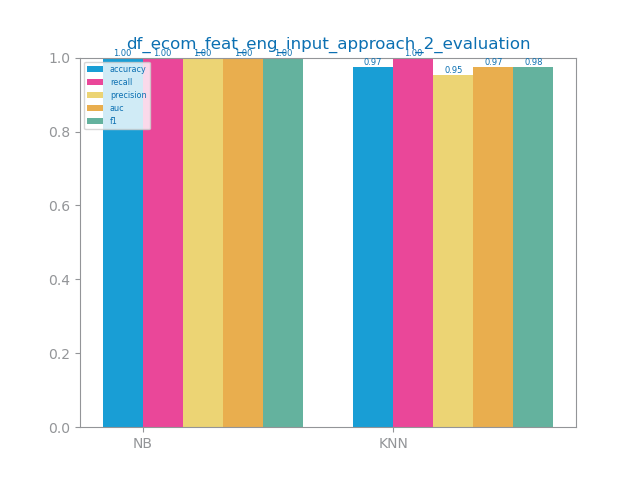 df_ecom_feat_eng_input_approach_2_evaluation
1.00 1.00 1.00 1.00 1.00 0.97 1.00 0.95 0.97 0.98
accuracy
recall
precision
auc
f1
1.0
0.8
0.6
0.4
0.2
0.0
NB KNN